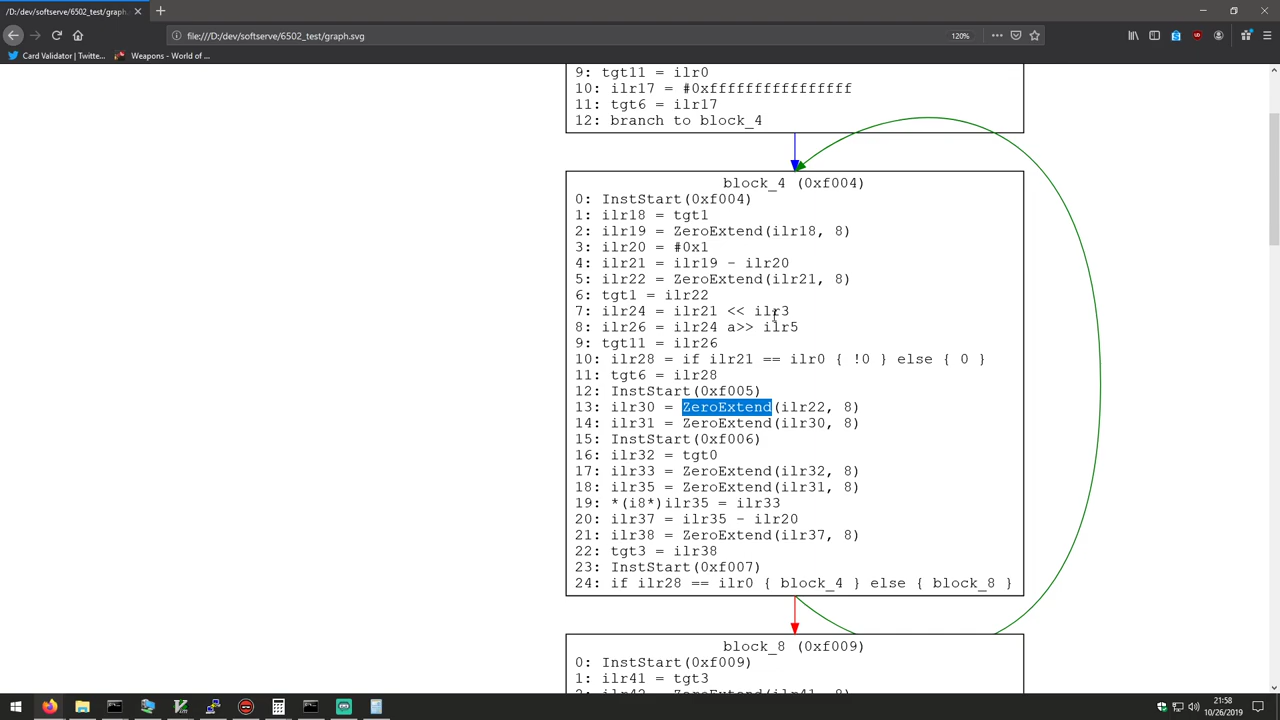 /D:/dev/softserve/6502_test/graph.
file:///D:/dev/softserve/6502_test/graph.svg
120%
Card Validator | Twitte...
Weapons - World of ...
9: tgt11 = ilr0
10: ilr17 = #0xffffffffffffffff
11: tgt6 = ilr17
12: branch to block_4
block_4 (0xf004)
0: InstStart(0xf004)
1: ilr18 = tgt1
2: ilr19 = ZeroExtend(ilr18, 8)
3: ilr20 = #0x1
4: ilr21 = ilr19 - ilr20
5: ilr22 = ZeroExtend(ilr21, 8)
6: tgt1 = ilr22
7: ilr24 = ilr21 << ilr3
8: ilr26 = ilr24 a>> ilr5
9: tgt11 = ilr26
10: ilr28 = if ilr21 == ilr0 { !0 } else { 0 }
11: tgt6 = ilr28
12: InstStart(0xf005)
13: ilr30 = ZeroExtend(ilr22, 8)
14: ilr31 = ZeroExtend(ilr30, 8)
15: InstStart(0xf006)
16: ilr32 = tgt0
17: ilr33 = ZeroExtend(ilr32, 8)
18: ilr35 = ZeroExtend(ilr31, 8)
19: *(i8*)ilr35 = ilr33
20: ilr37 = ilr35 - ilr20
21: ilr38 = ZeroExtend(ilr37, 8)
22: tgt3 = ilr38
23: InstStart(0xf007)
24: if ilr28 == ilr0 { block_4 } else { block_8 }
block_8 (0xf009)
0: InstStart(0xf009)
1: ilr41 = tgt3
2: ilr42 = ZeroExtend(ilr41, 8)
21:58
10/26/2019